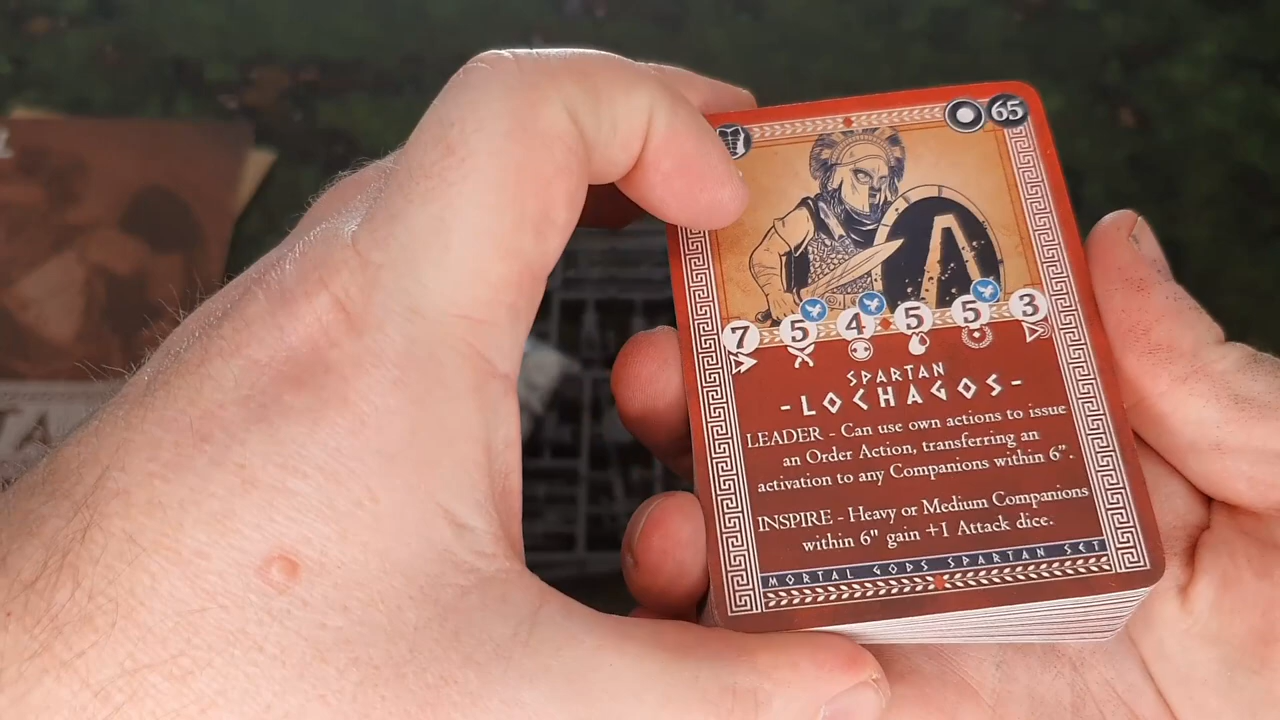 65
7 5 4 5 5 3
SPARTAN
-LOCHAGOS-
LEADER - Can use own actions to issue
an Order Action, transferring an
activation to any Companions within 6".
INSPIRE - Heavy or Medium Companions
within 6" gain +1 Attack dice.
MORTAL GODS SPARTAN SET